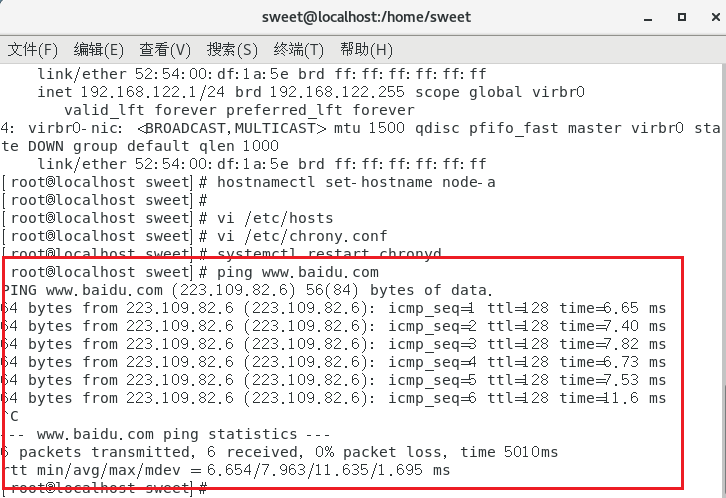 sweet@localhost:/home/sweet
文件(F) 编辑(E) 查看(V) 搜索(S) 终端(T) 帮助(H)
link/ether 52:54:00:df:1a:5e brd ff:ff:ff:ff:ff:ff
inet 192.168.122.1/24 brd 192.168.122.255 scope global virbr0
valid_lft forever preferred_lft forever
4: virbr0-nic: <BROADCAST,MULTICAST> mtu 1500 qdisc pfifo_fast master virbr0 sta
te DOWN group default qlen 1000
link/ether 52:54:00:df:1a:5e brd ff:ff:ff:ff:ff:ff
[root@localhost sweet]# hostnamectl set-hostname node-a
[root@localhost sweet]#
[root@localhost sweet]# vi /etc/hosts
[root@localhost sweet]# vi /etc/chrony.conf
[root@localhost sweet]# systemctl restart chronyd
[root@localhost sweet]# ping www.baidu.com
PING www.baidu.com (223.109.82.6) 56(84) bytes of data.
64 bytes from 223.109.82.6 (223.109.82.6): icmp_seq=1 ttl=128 time=6.65 ms
64 bytes from 223.109.82.6 (223.109.82.6): icmp_seq=2 ttl=128 time=7.40 ms
64 bytes from 223.109.82.6 (223.109.82.6): icmp_seq=3 ttl=128 time=7.82 ms
64 bytes from 223.109.82.6 (223.109.82.6): icmp_seq=4 ttl=128 time=6.73 ms
64 bytes from 223.109.82.6 (223.109.82.6): icmp_seq=5 ttl=128 time=7.53 ms
64 bytes from 223.109.82.6 (223.109.82.6): icmp_seq=6 ttl=128 time=11.6 ms
^C
--- www.baidu.com ping statistics ---
6 packets transmitted, 6 received, 0% packet loss, time 5010ms
rtt min/avg/max/mdev = 6.654/7.963/11.635/1.695 ms
[root@localhost sweet]#